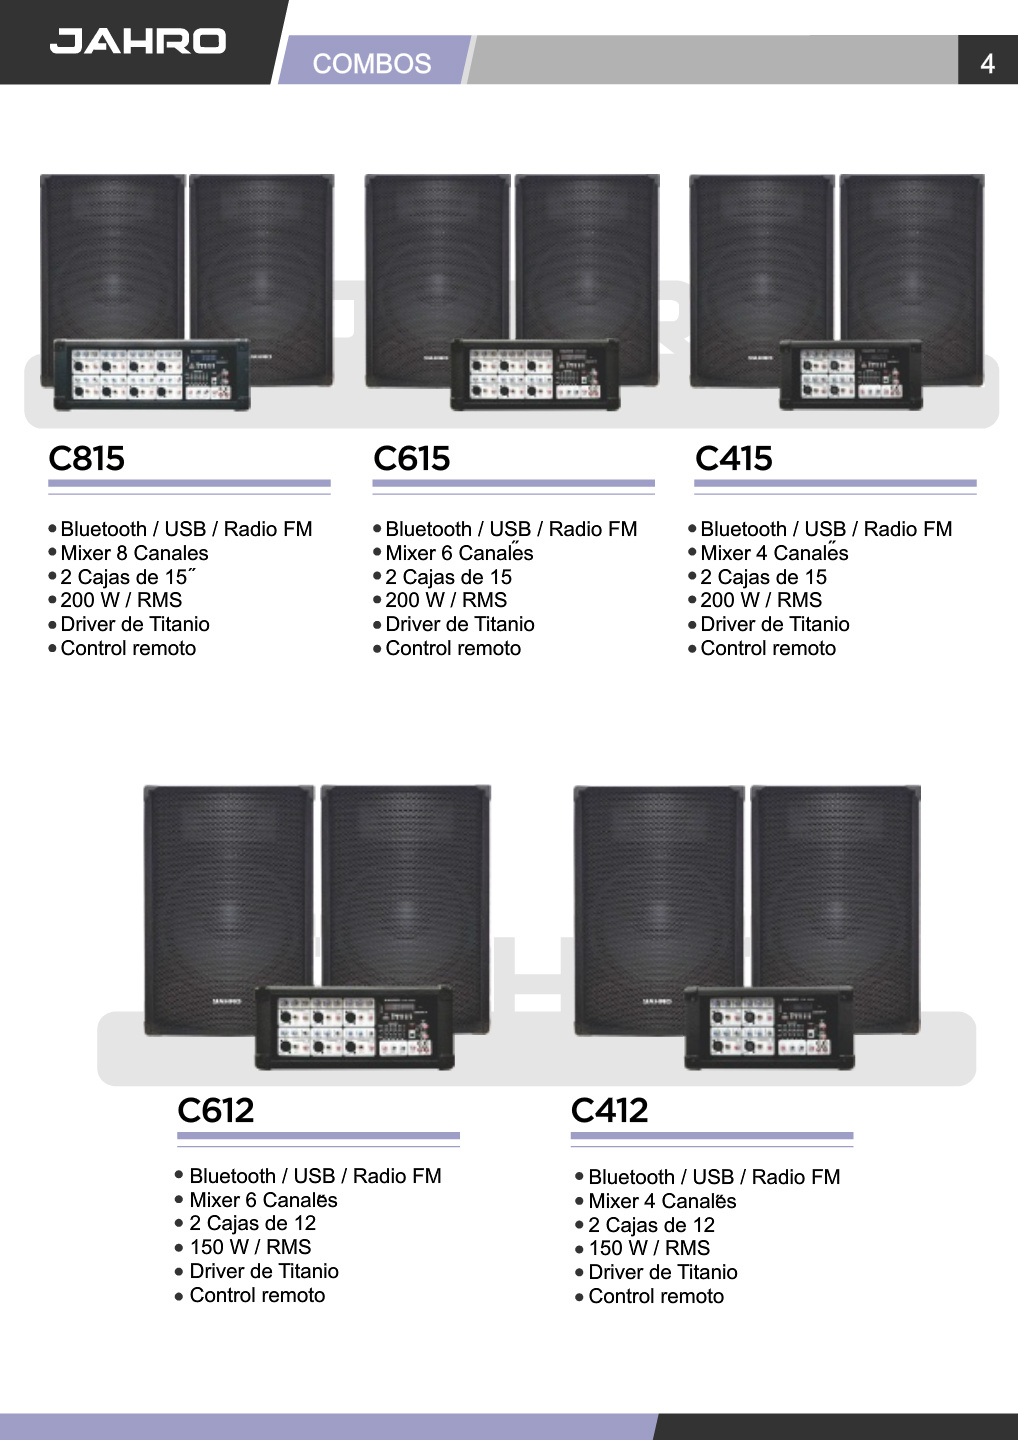 JAHRO
COMBOS
4
C815
• Bluetooth / USB / Radio FM
• Mixer 8 Canales
• 2 Cajas de 15˝
• 200 W / RMS
• Driver de Titanio
• Control remoto
C615
• Bluetooth / USB / Radio FM
• Mixer 6 Canales
• 2 Cajas de 15˝
• 200 W / RMS
• Driver de Titanio
• Control remoto
C415
• Bluetooth / USB / Radio FM
• Mixer 4 Canales
• 2 Cajas de 15˝
• 200 W / RMS
• Driver de Titanio
• Control remoto
JAHRO
JAHRO
C612
• Bluetooth / USB / Radio FM
• Mixer 6 Canales
• 2 Cajas de 12˝
• 150 W / RMS
• Driver de Titanio
• Control remoto
C412
• Bluetooth / USB / Radio FM
• Mixer 4 Canales
• 2 Cajas de 12˝
• 150 W / RMS
• Driver de Titanio
• Control remoto